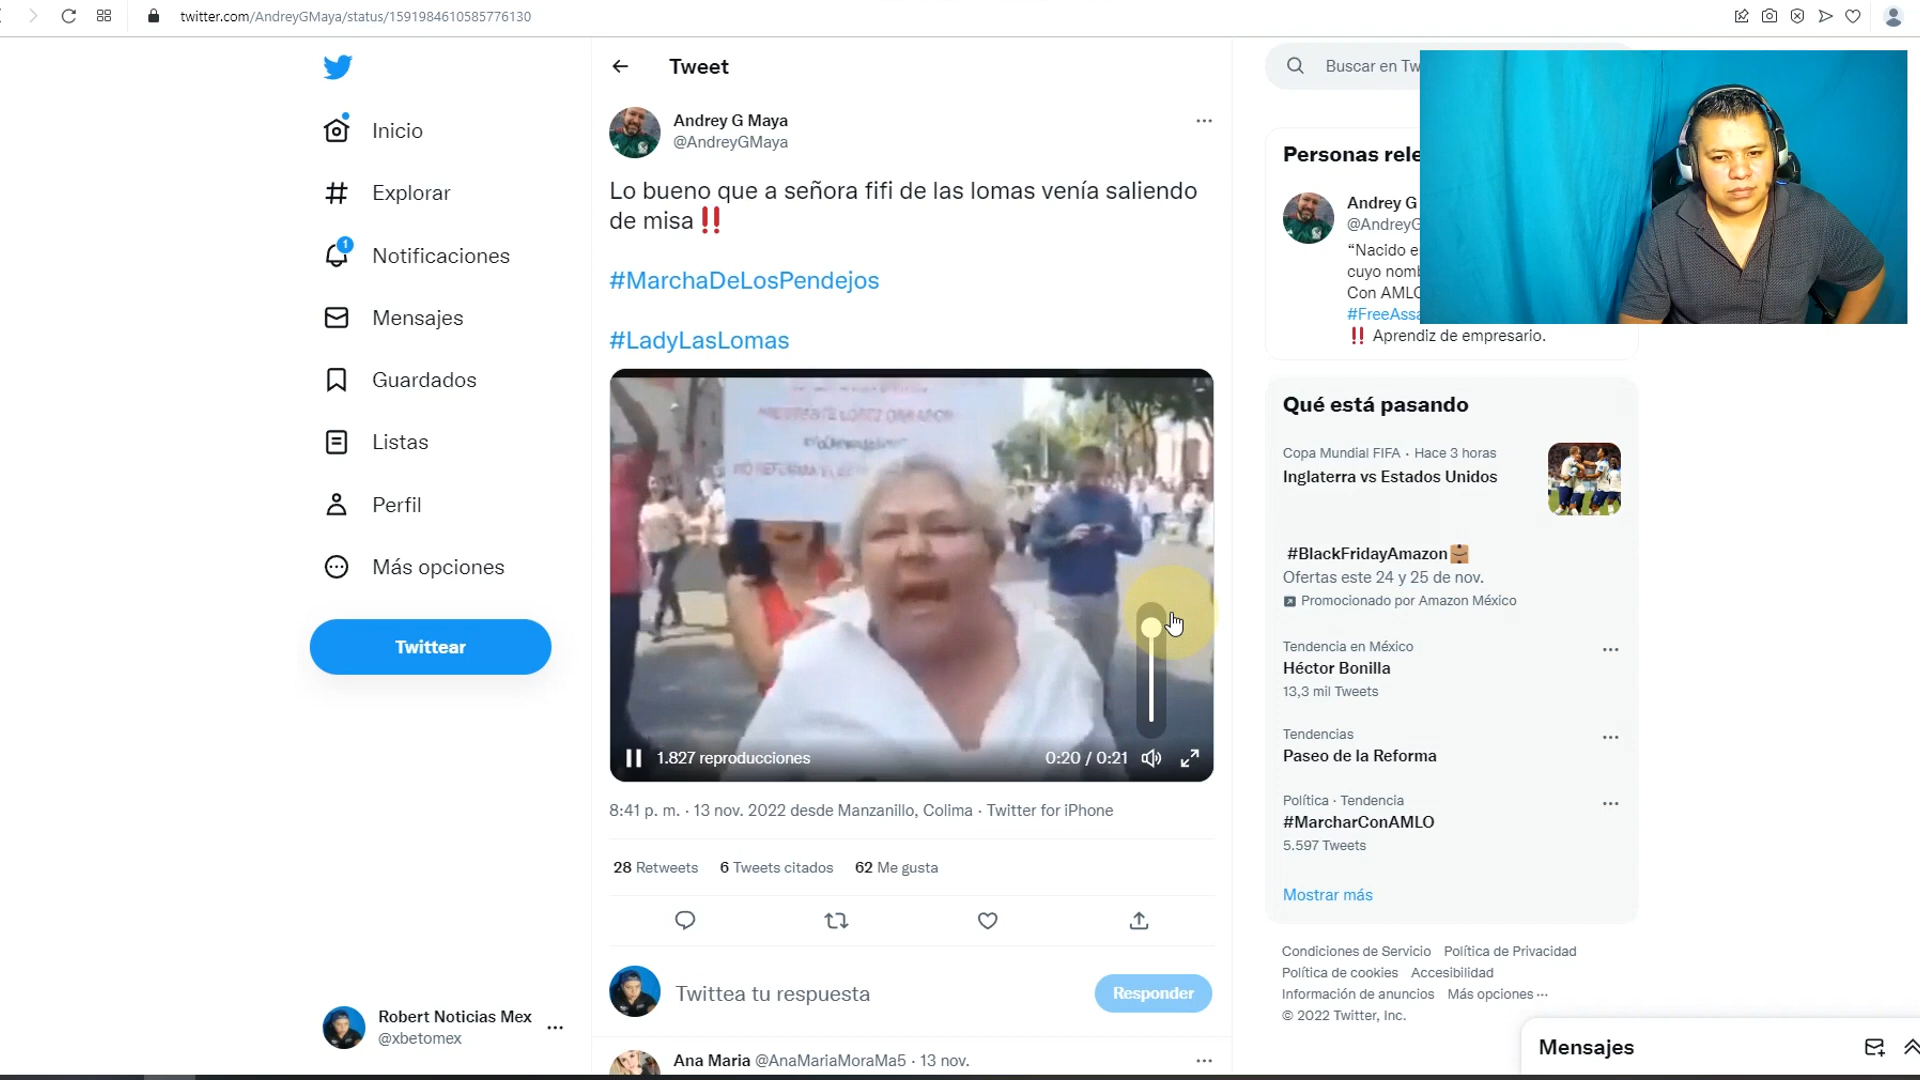 twitter.com/AndreyGMaya/status/1591984610585776130
Inicio
Explorar
1
Notificaciones
Mensajes
Guardados
Listas
Perfil
Más opciones
Twittear
Robert Noticias Mex
@xbetomex
Tweet
Andrey G Maya
@AndreyGMaya
Lo bueno que a señora fifi de las lomas venía saliendo
de misa‼️
#MarchaDeLosPendejos
#LadyLasLomas
1.827 reproducciones
0:20 / 0:21
8:41 p. m. · 13 nov. 2022 desde Manzanillo, Colima · Twitter for iPhone
28 Retweets 6 Tweets citados 62 Me gusta
Twittea tu respuesta
Responder
Ana Maria @AnaMariaMoraMa5 · 13 nov.
Buscar en Tw
Personas rele
Andrey G
@AndreyG
“Nacido e
cuyo nomb
Con AMLO
#FreeAssa
‼️ Aprendiz de empresario.
Qué está pasando
Copa Mundial FIFA · Hace 3 horas
Inglaterra vs Estados Unidos
#BlackFridayAmazon
Ofertas este 24 y 25 de nov.
Promocionado por Amazon México
Tendencia en México
Héctor Bonilla
13,3 mil Tweets
Tendencias
Paseo de la Reforma
Política · Tendencia
#MarcharConAMLO
5.597 Tweets
Mostrar más
Condiciones de Servicio Política de Privacidad
Política de cookies Accesibilidad
Información de anuncios Más opciones ···
© 2022 Twitter, Inc.
Mensajes